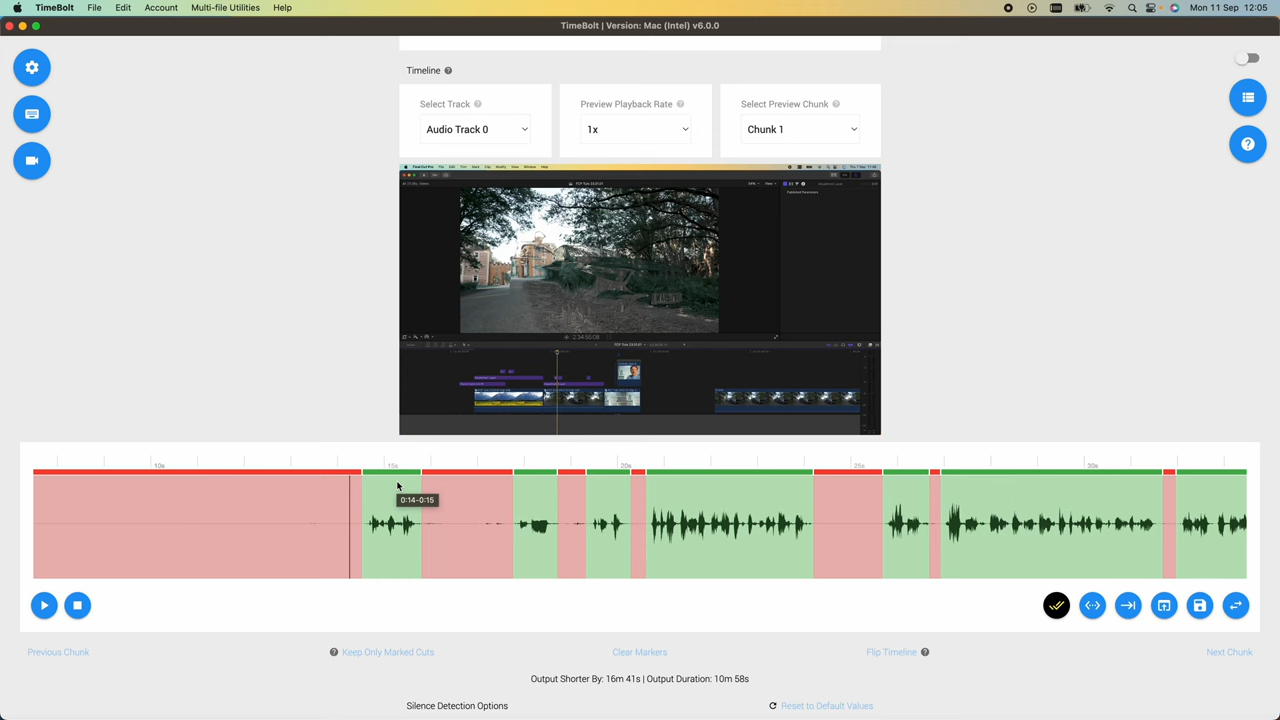 TimeBolt File Edit Account Multi-file Utilities Help Mon 11 Sep 12:05
TimeBolt | Version: Mac (Intel) v6.0.0
Timeline
Select Track Preview Playback Rate Select Preview Chunk
Audio Track 0 1x Chunk 1
10s 15s 20s 25s 30s
0:14-0:15
Previous Chunk Keep Only Marked Cuts Clear Markers Flip Timeline Next Chunk
Output Shorter By: 16m 41s | Output Duration: 10m 58s
Silence Detection Options Reset to Default Values